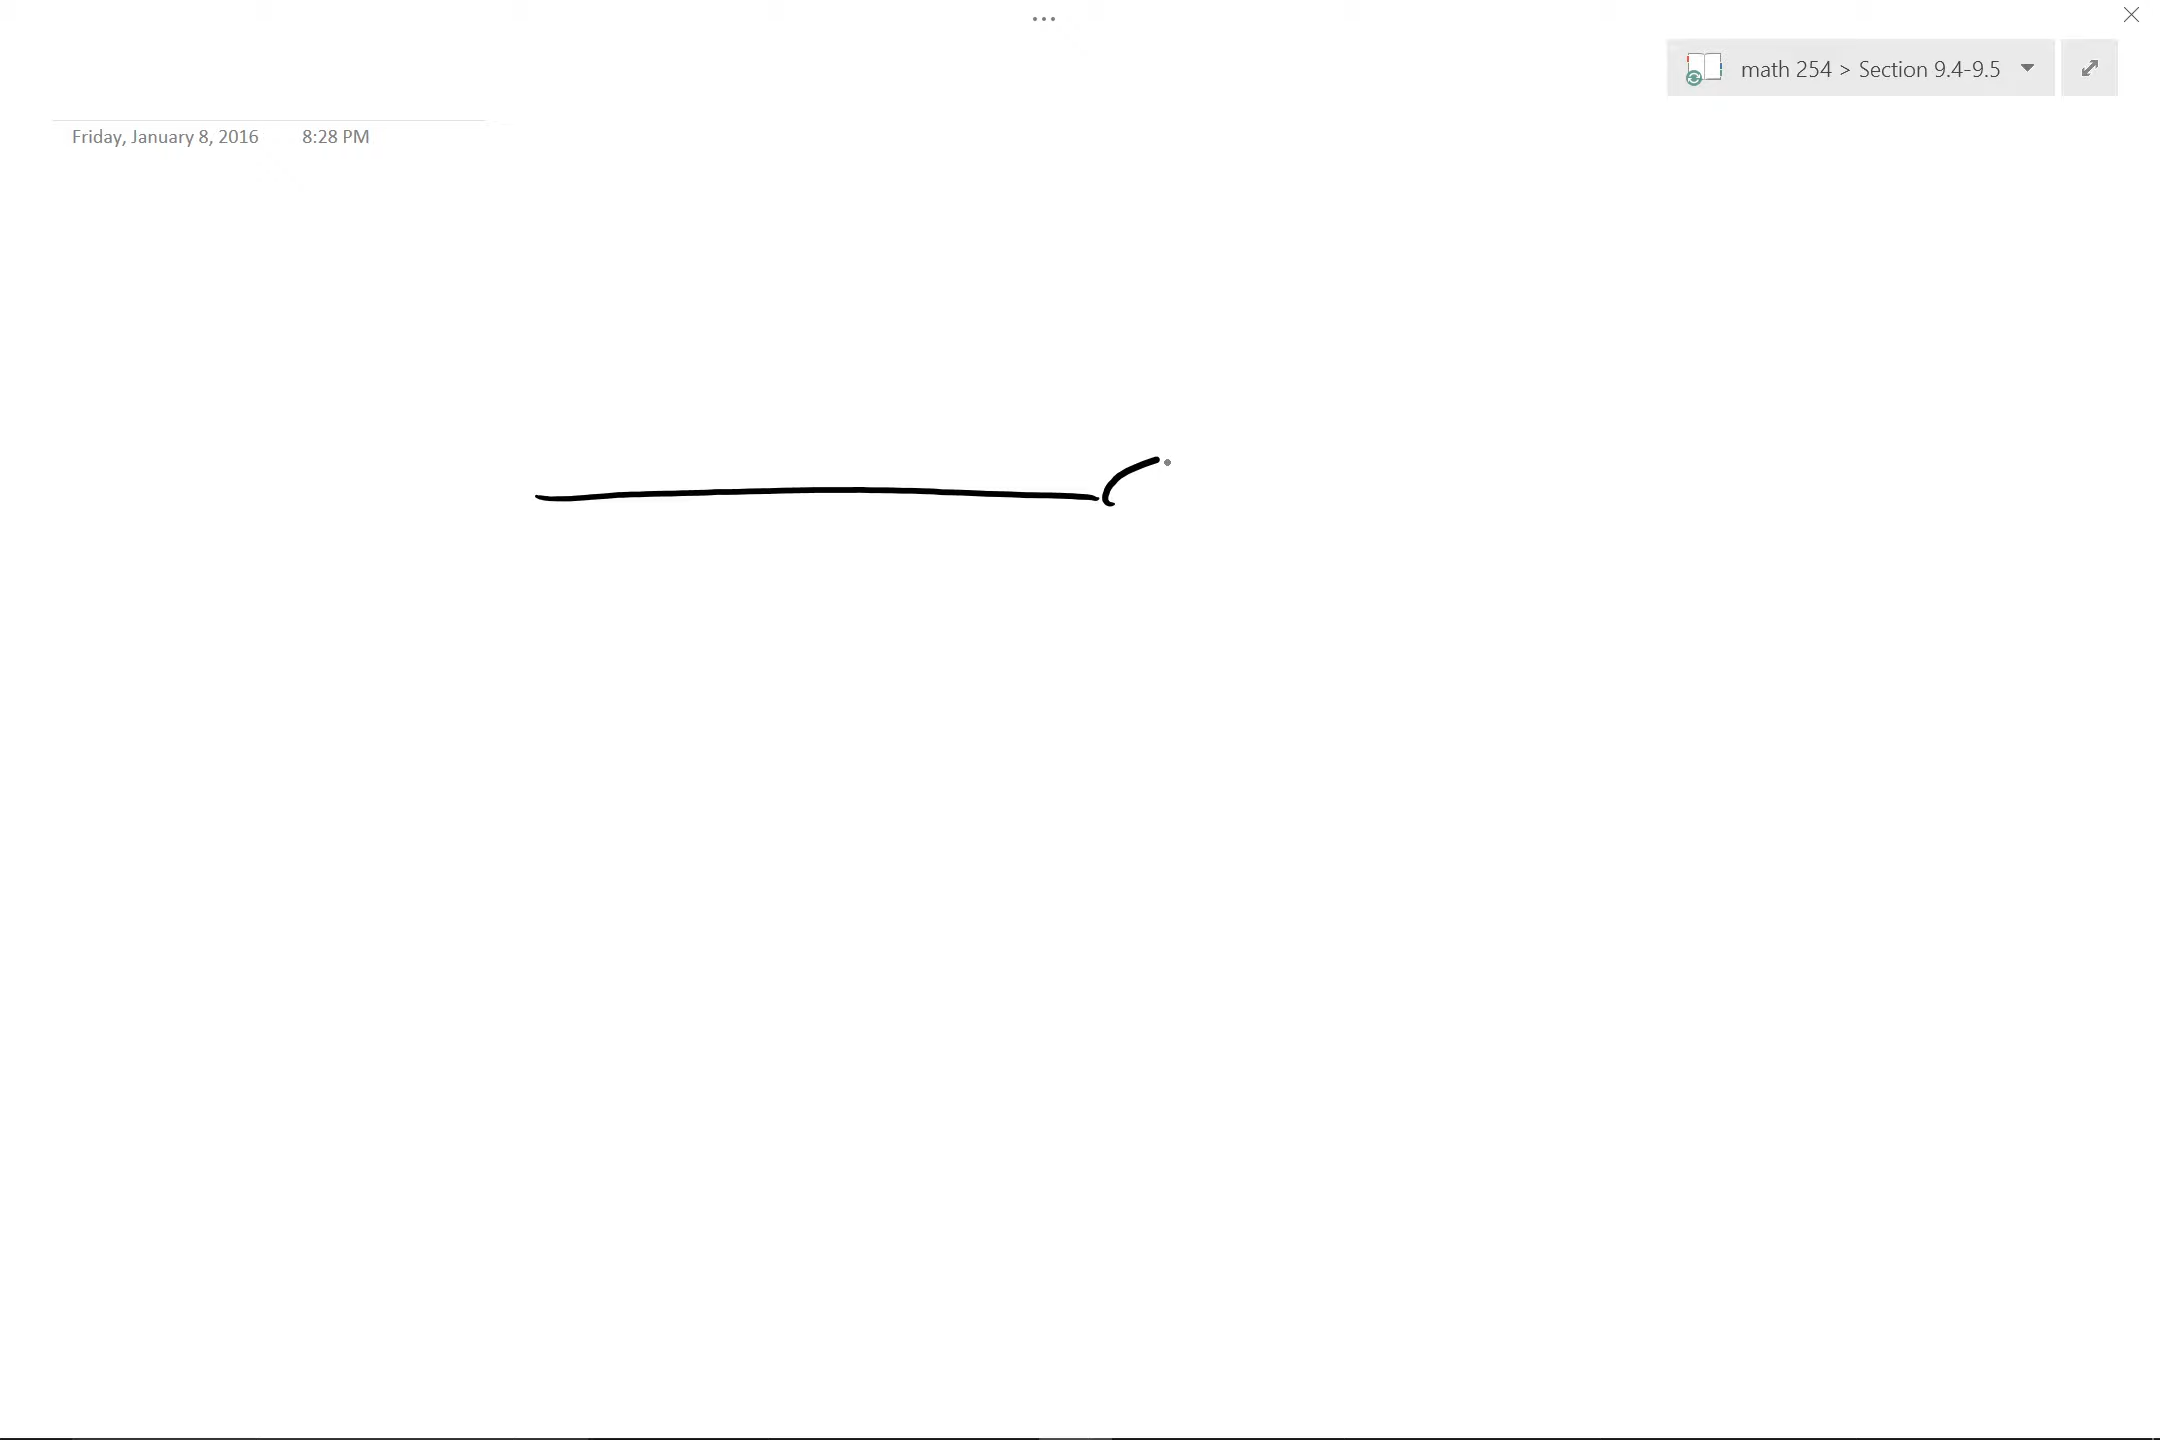 math 254 > Section 9.4-9.5
Friday, January 8, 2016 8:28 PM